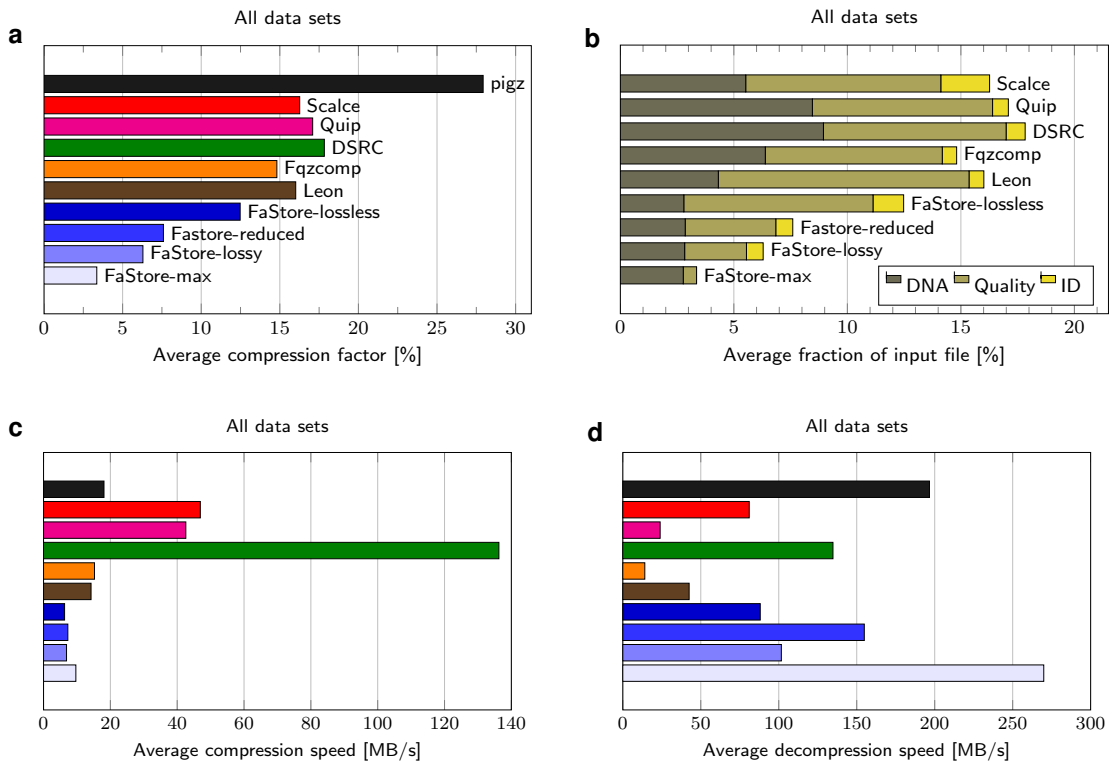 a
All data sets
pigz
Scalce
Quip
DSRC
Fqzcomp
Leon
FaStore-lossless
Fastore-reduced
FaStore-lossy
FaStore-max
0 5 10 15 20 25 30
Average compression factor [%]
b
All data sets
Scalce
Quip
DSRC
Fqzcomp
Leon
FaStore-lossless
Fastore-reduced
FaStore-lossy
FaStore-max
DNA Quality ID
0 5 10 15 20
Average fraction of input file [%]
c
All data sets
0 20 40 60 80 100 120 140
Average compression speed [MB/s]
d
All data sets
0 50 100 150 200 250 300
Average decompression speed [MB/s]